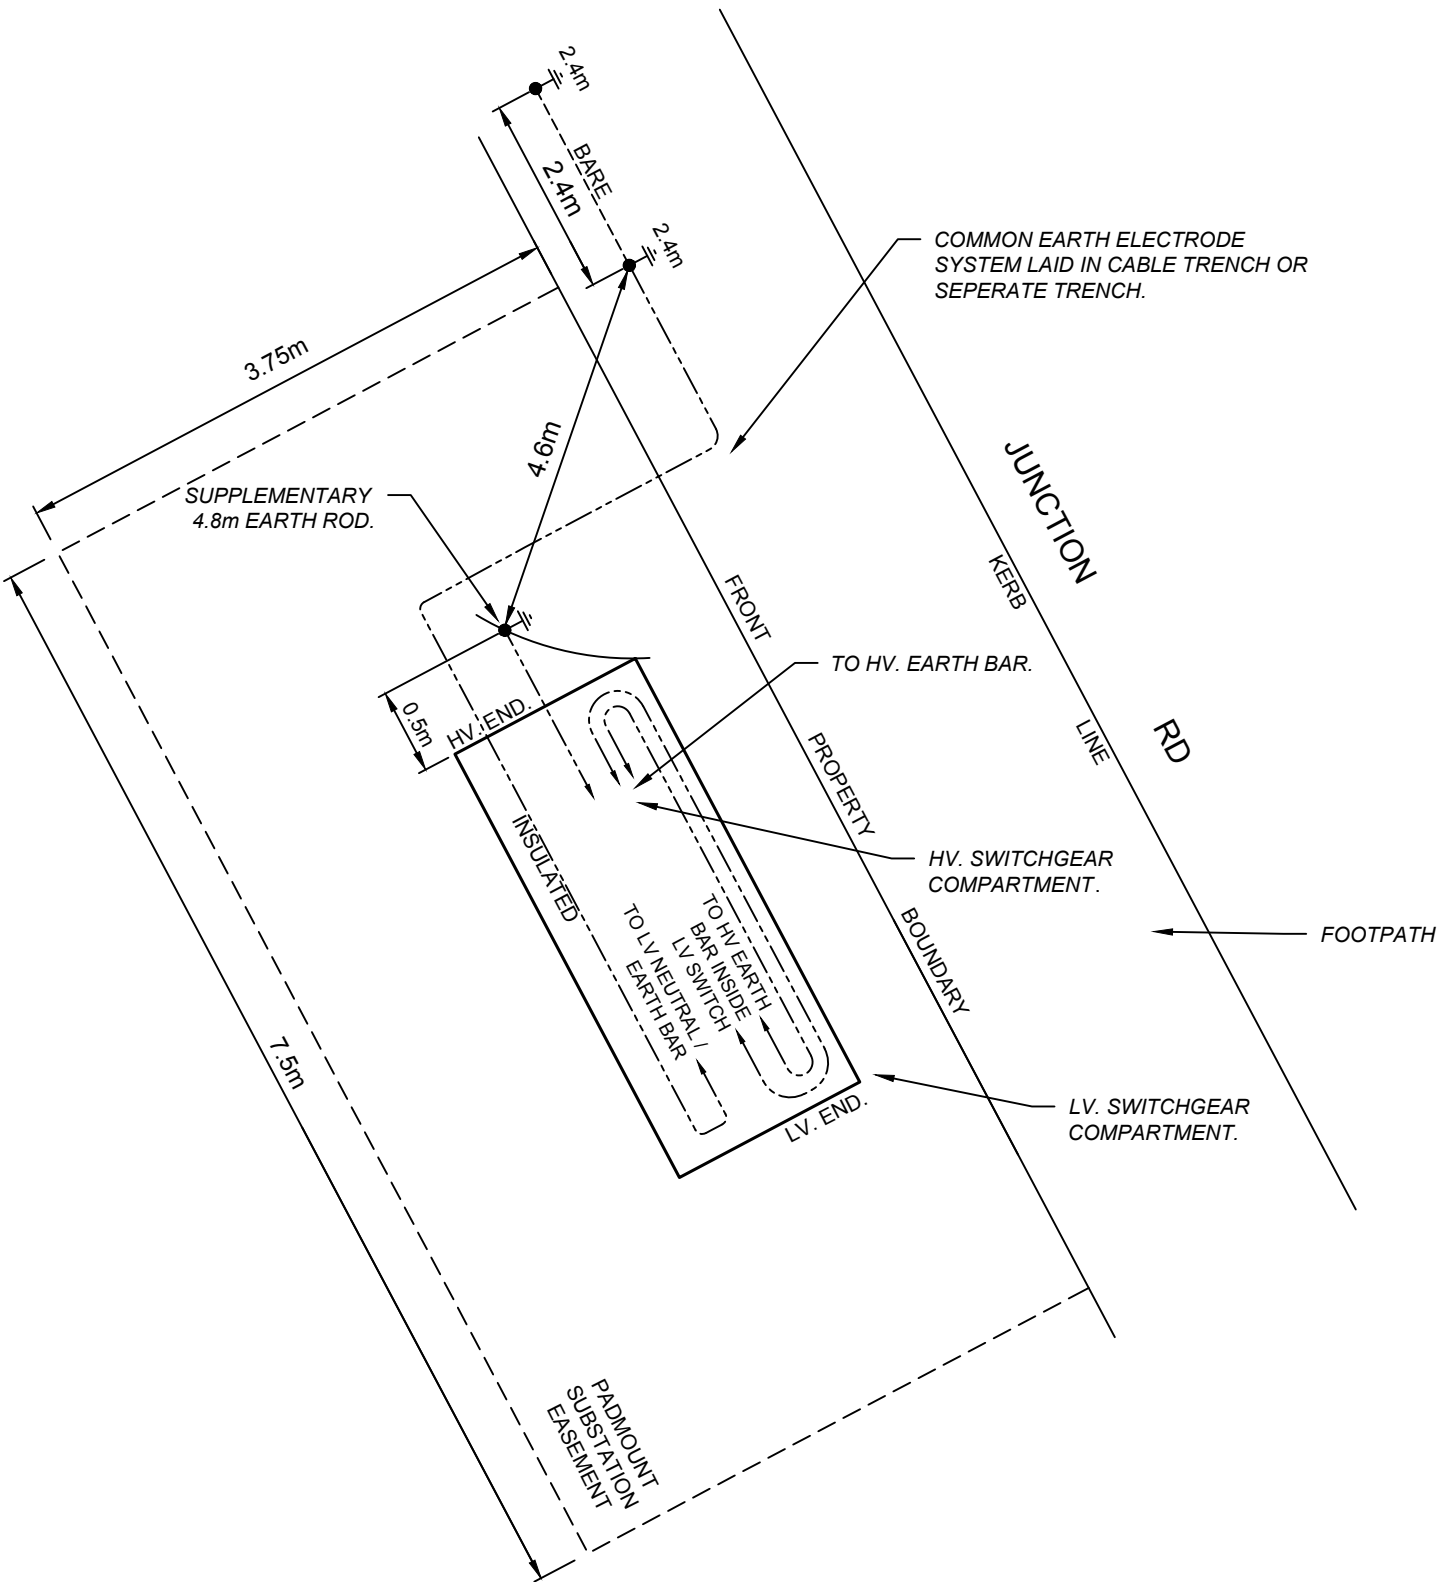 2.4m
BARE
2.4m
2.4m
COMMON EARTH ELECTRODE
SYSTEM LAID IN CABLE TRENCH OR
SEPERATE TRENCH.
3.75m
4.6m
JUNCTION
RD
SUPPLEMENTARY
4.8m EARTH ROD.
FRONT
PROPERTY
BOUNDARY
KERB
LINE
TO HV. EARTH BAR.
0.5m
HV. END.
INSULATED
HV. SWITCHGEAR
COMPARTMENT.
TO HV EARTH
BAR INSIDE
LV SWITCH
TO LV NEUTRAL /
EARTH BAR
FOOTPATH
7.5m
LV. SWITCHGEAR
COMPARTMENT.
LV. END.
PADMOUNT
SUBSTATION
EASEMENT